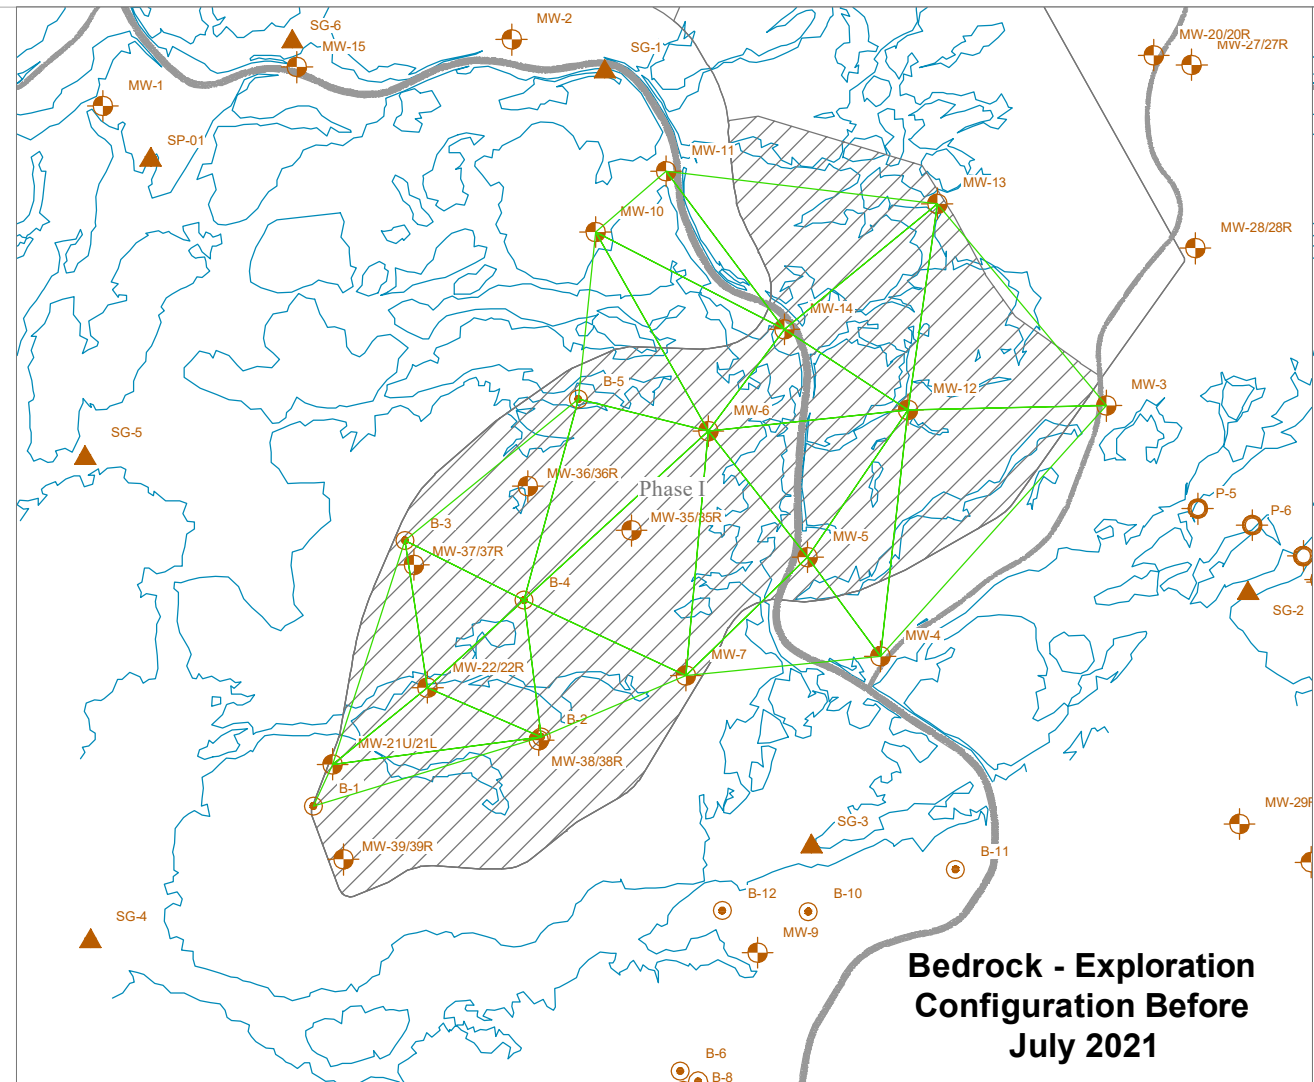 SG-6
MW-2
MW-15
SG-1
MW-20/20R
MW-27/27R
MW-1
SP-01
MW-11
MW-13
MW-10
MW-28/28R
MW-14
B-5
MW-12
MW-3
MW-6
SG-5
MW-36/36R
Phase I
P-5
P-6
MW-35/35R
B-3
MW-5
MW-37/37R
B-4
SG-2
MW-4
MW-7
MW-22/22R
B-2
MW-21U/21L
MW-38/38R
B-1
MW-29R
SG-3
MW-39/39R
B-11
B-12
B-10
SG-4
MW-9
Bedrock - Exploration
Configuration Before
July 2021
B-6
B-8